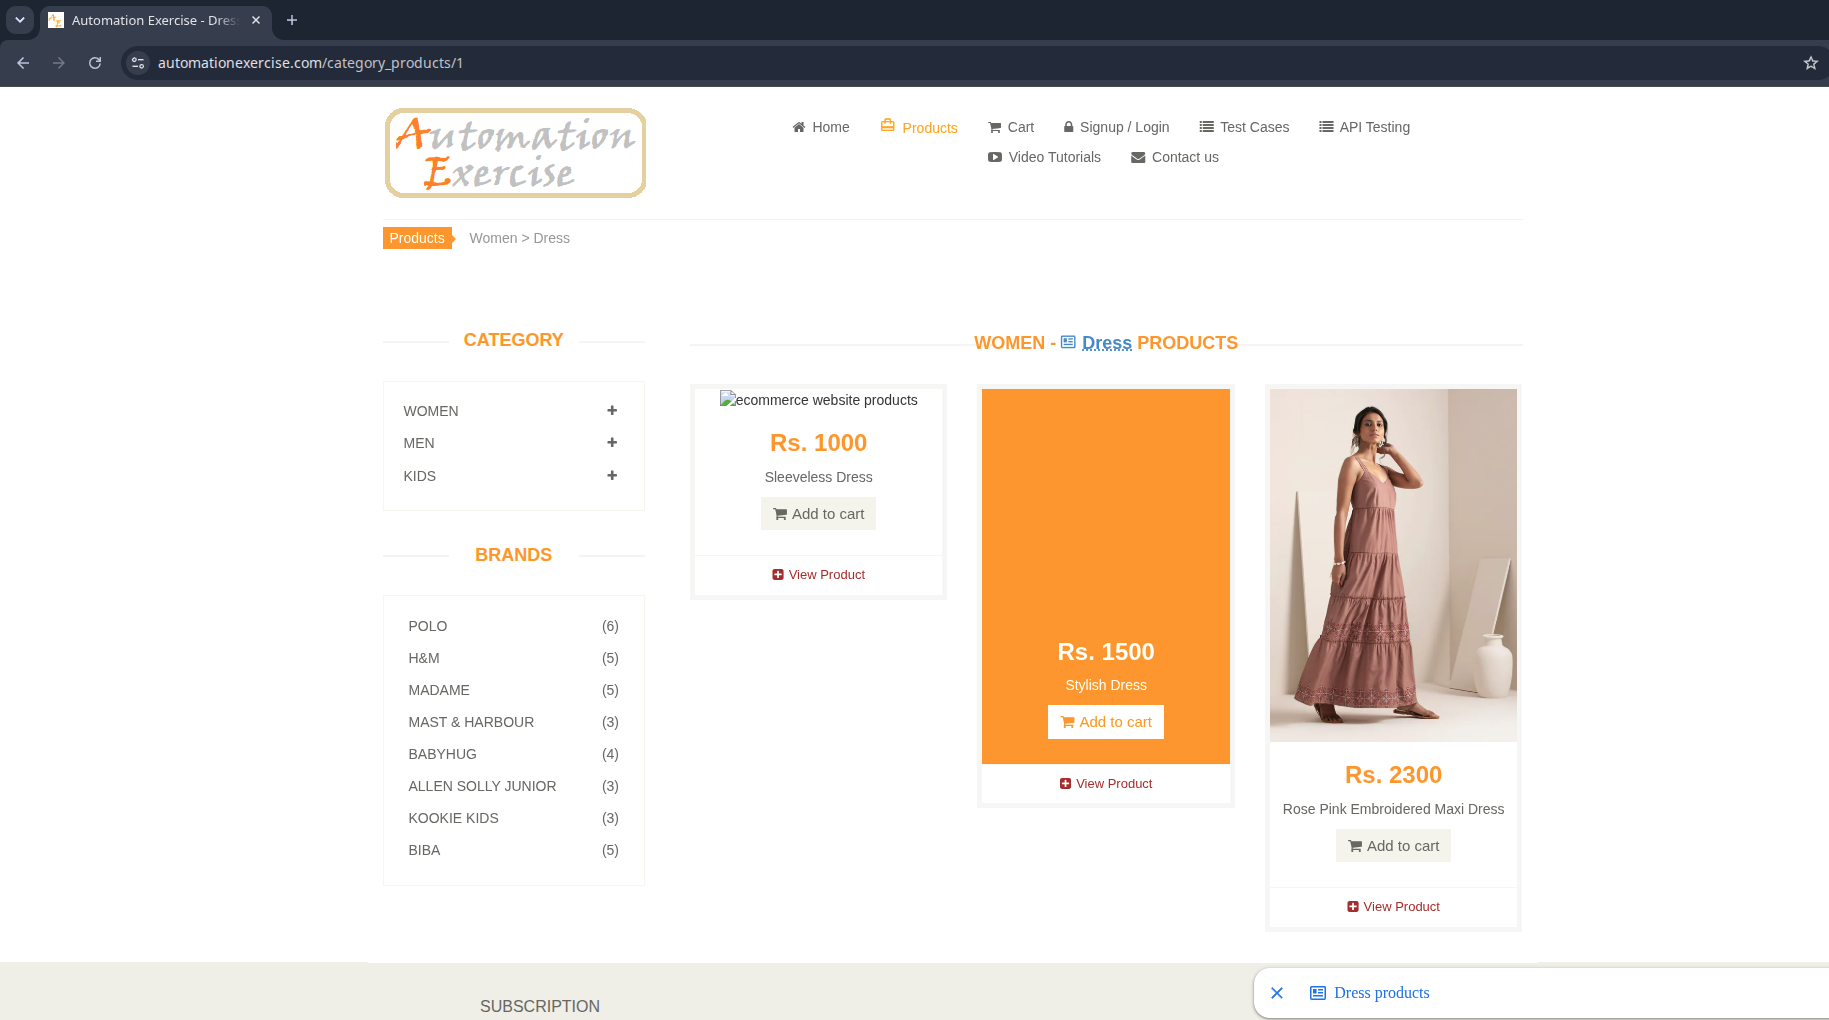 Automation Exercise - Dres
automationexercise.com/category_products/1
Automation
Exercise
Home
Products
Cart
Signup / Login
Test Cases
API Testing
Video Tutorials
Contact us
Products
Women > Dress
CATEGORY
WOMEN
MEN
KIDS
BRANDS
POLO (6)
H&M (5)
MADAME (5)
MAST & HARBOUR (3)
BABYHUG (4)
ALLEN SOLLY JUNIOR (3)
KOOKIE KIDS (3)
BIBA (5)
WOMEN - Dress PRODUCTS
ecommerce website products
Rs. 1000
Sleeveless Dress
Add to cart
View Product
Rs. 1500
Stylish Dress
Add to cart
View Product
Rs. 2300
Rose Pink Embroidered Maxi Dress
Add to cart
View Product
SUBSCRIPTION
Dress products